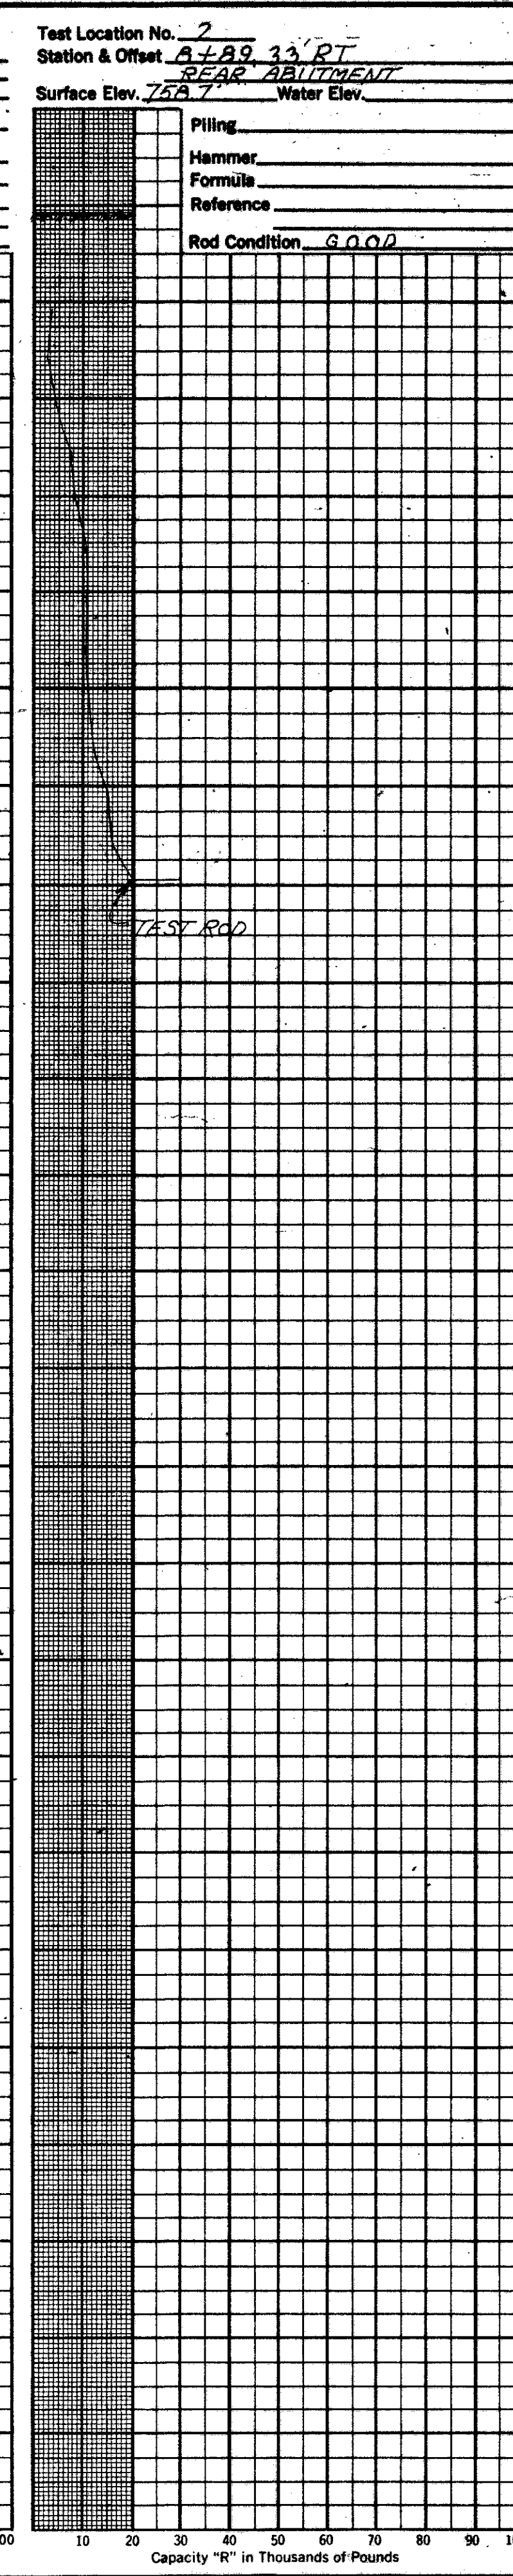 Test Location No. 2
Station & Offset 8+89, 33' RT
REAR ABUTMENT
Surface Elev. 758.7' Water Elev.
Piling
Hammer
Formula
Reference
Rod Condition GOOD
TEST ROD
00 10 20 30 40 50 60 70 80 90 1
Capacity "R" in Thousands of Pounds